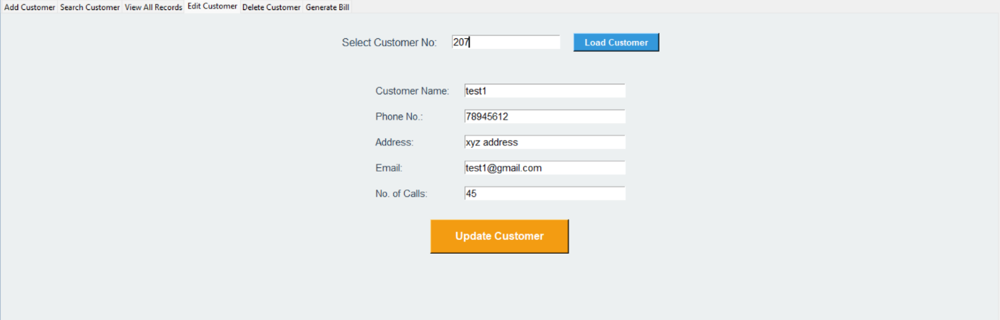 Add Customer Search Customer View All Records Edit Customer Delete Customer Generate Bill
Select Customer No: 207 Load Customer
Customer Name: test1
Phone No.: 78945612
Address: xyz address
Email: test1@gmail.com
No. of Calls: 45
Update Customer